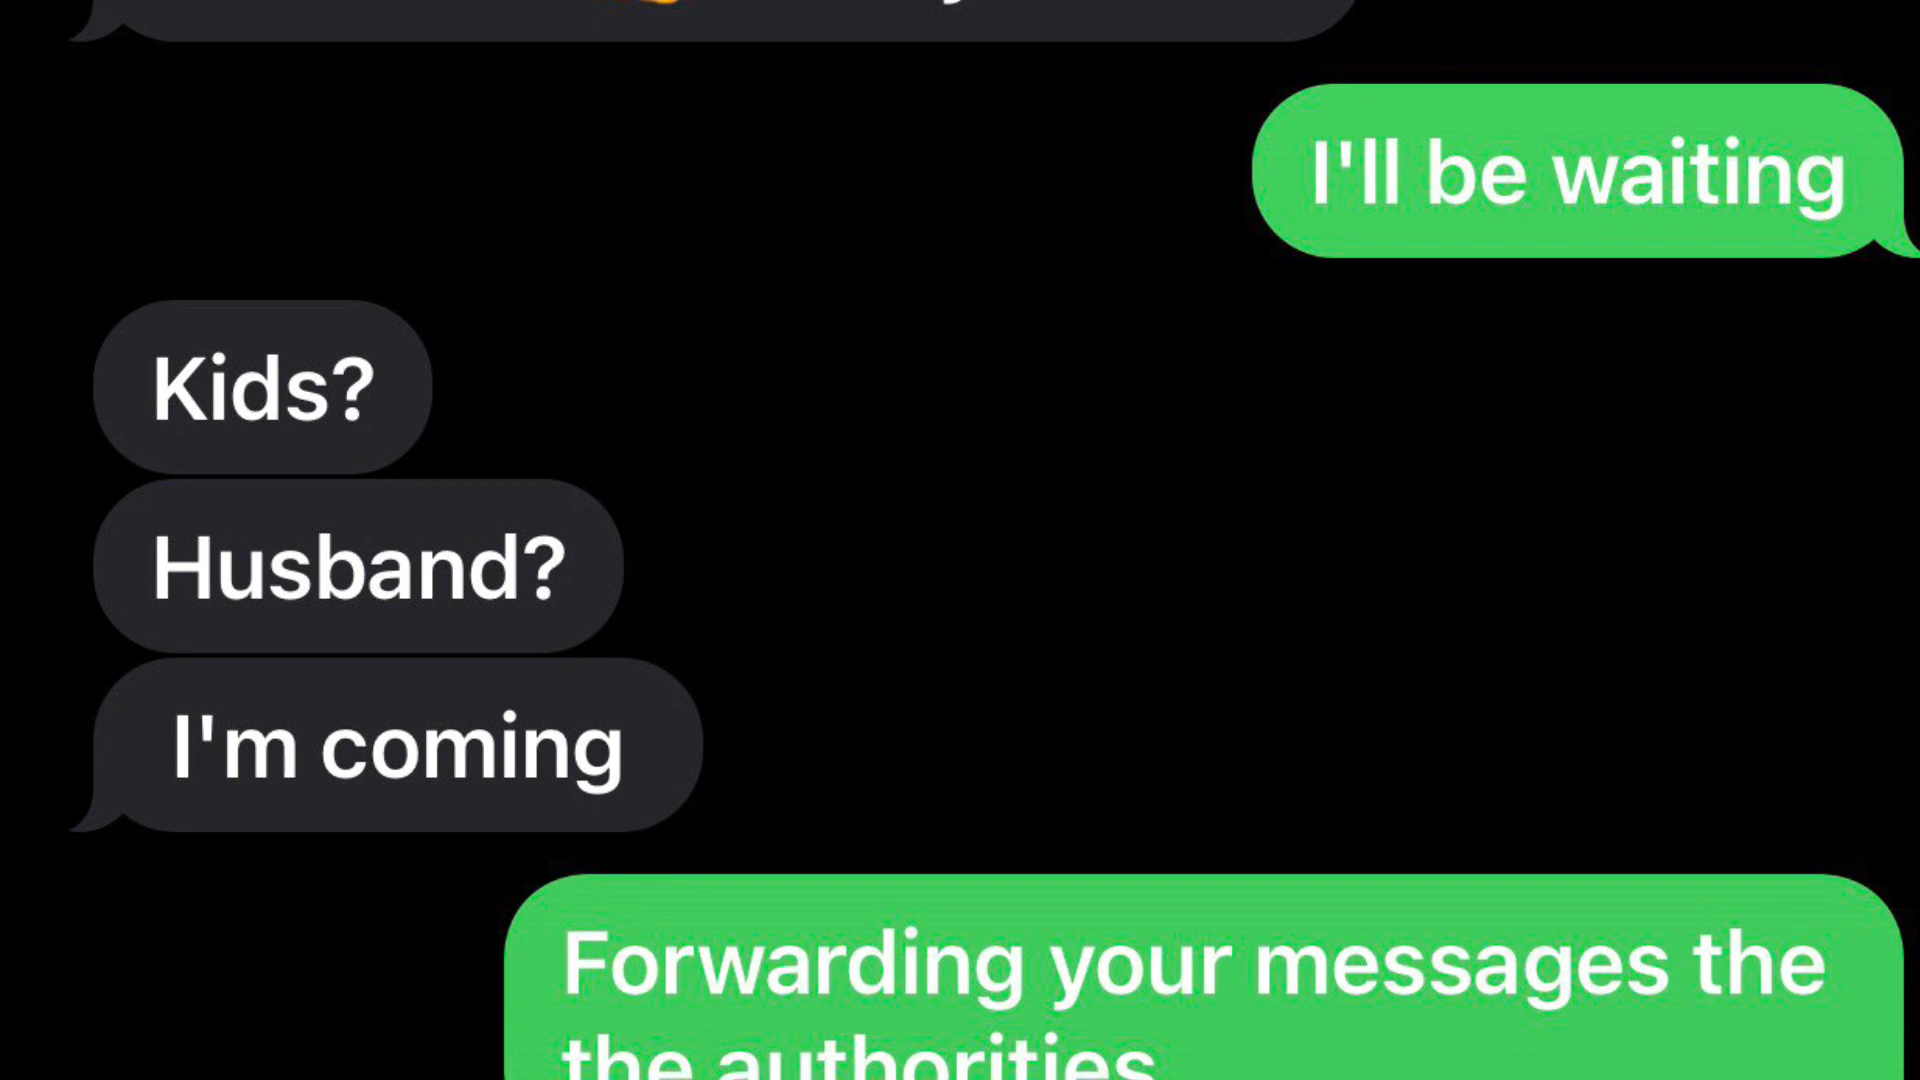 I'll be waiting
Kids?
Husband?
I'm coming
Forwarding your messages the
the authorities